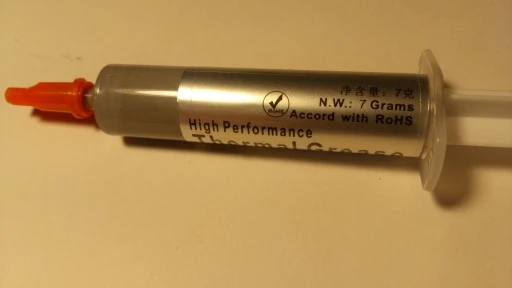 净含量：7克
N.W.: 7 Grams
Accord with RoHS
High Performance
Thermal Grease